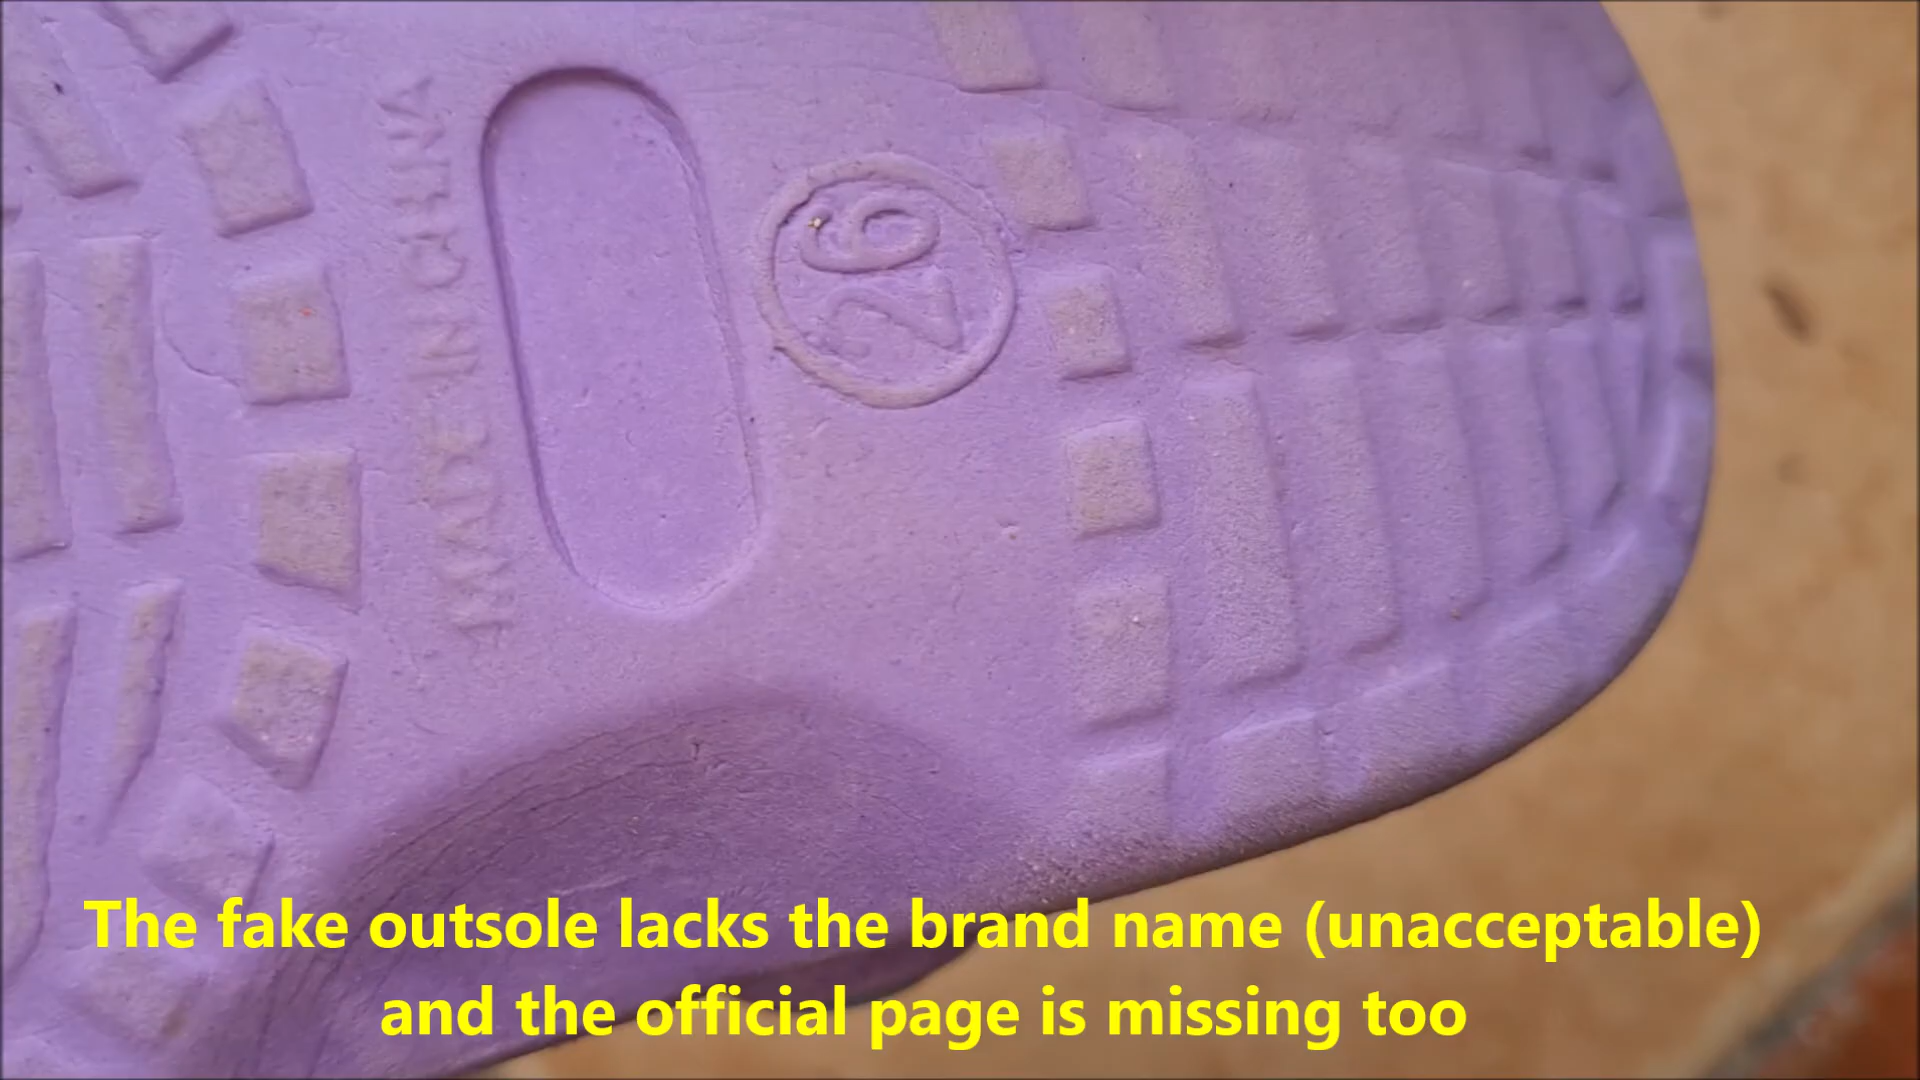 MADE IN CHINA
26
The fake outsole lacks the brand name (unacceptable)
and the official page is missing too